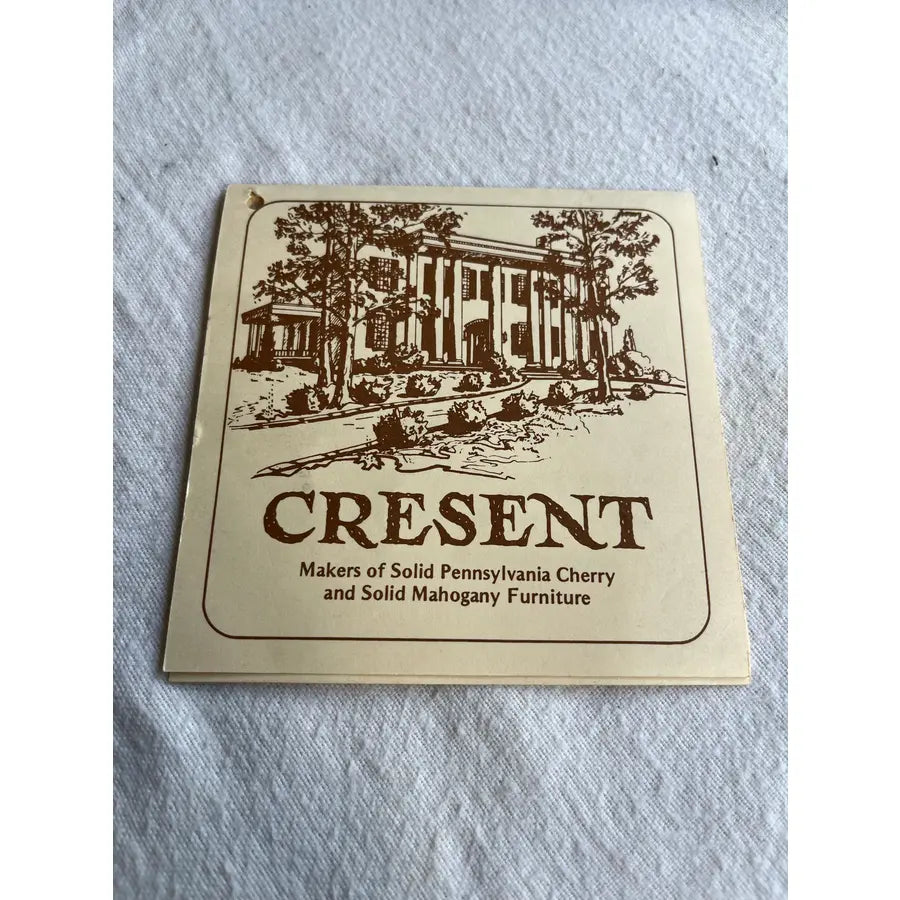 CRESENT
Makers of Solid Pennsylvania Cherry
and Solid Mahogany Furniture